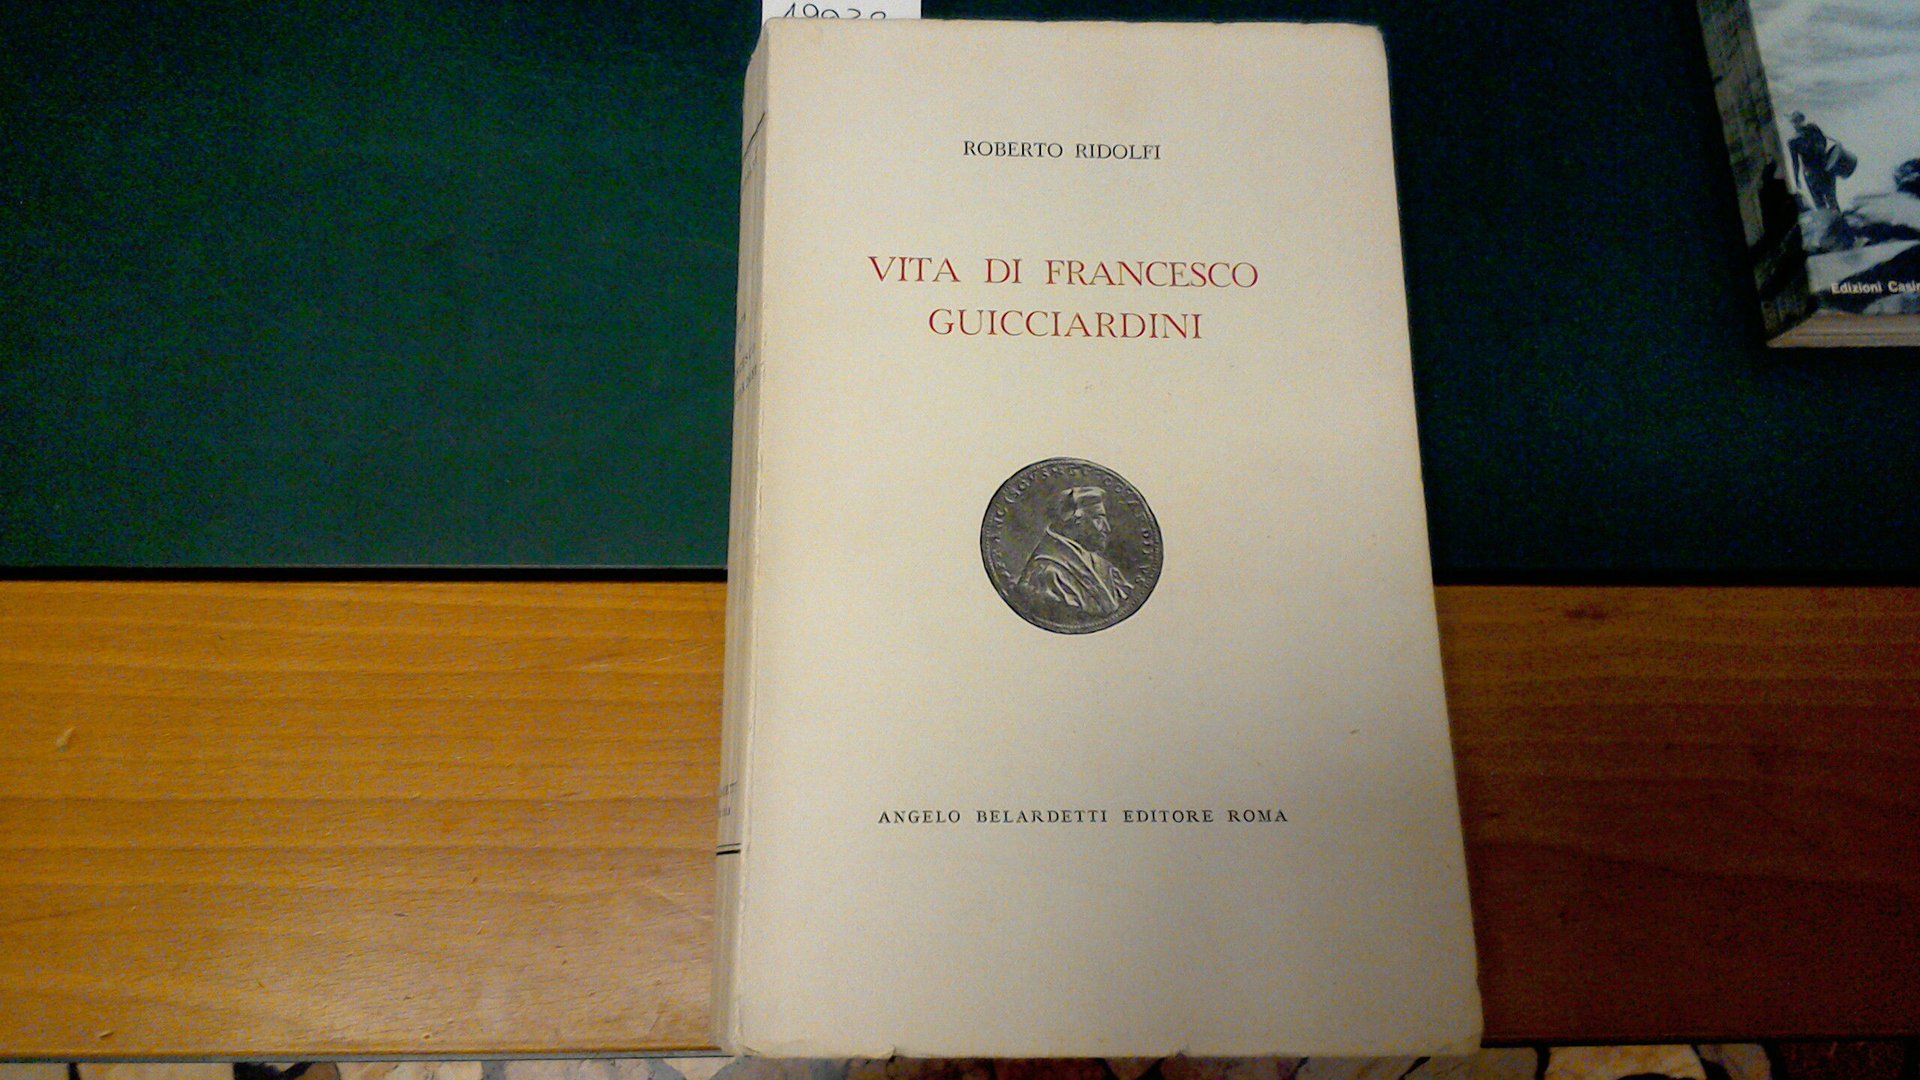 ROBERTO RIDOLFI
VITA DI FRANCESCO
GUICCIARDINI
ANGELO BELARDETTI EDITORE ROMA
Edizioni